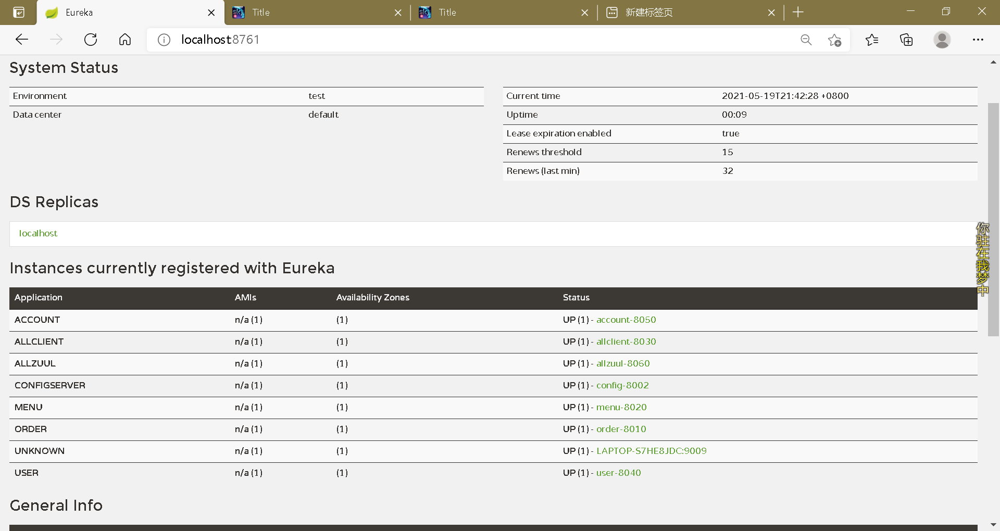 Eureka
Title
Title
新建标签页
localhost:8761
System Status
Environment test
Data center default
Current time 2021-05-19T21:42:28 +0800
Uptime 00:09
Lease expiration enabled true
Renews threshold 15
Renews (last min) 32
DS Replicas
localhost
你驻在我梦中
Instances currently registered with Eureka
Application AMIs Availability Zones Status
ACCOUNT n/a (1) (1) UP (1) - account-8050
ALLCLIENT n/a (1) (1) UP (1) - allclient-8030
ALLZUUL n/a (1) (1) UP (1) - allzuul-8060
CONFIGSERVER n/a (1) (1) UP (1) - config-8002
MENU n/a (1) (1) UP (1) - menu-8020
ORDER n/a (1) (1) UP (1) - order-8010
UNKNOWN n/a (1) (1) UP (1) - LAPTOP-S7HE8JDC:9009
USER n/a (1) (1) UP (1) - user-8040
General Info